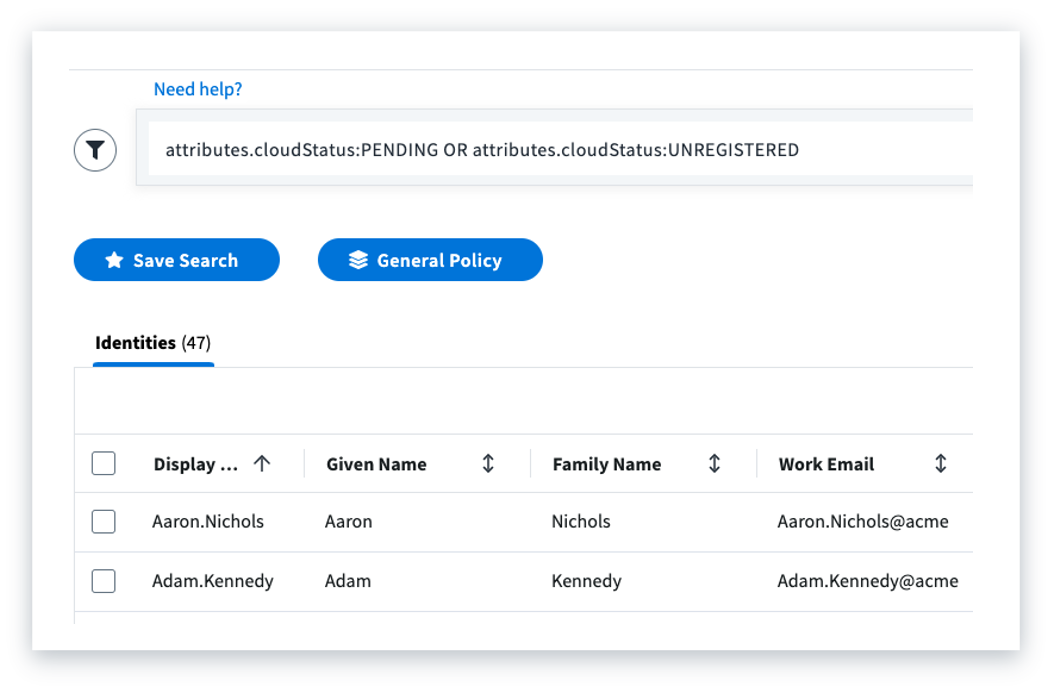 Need help?
attributes.cloudStatus:PENDING OR attributes.cloudStatus:UNREGISTERED
Save Search General Policy
Identities (47)
Display ... Given Name Family Name Work Email
Aaron.Nichols Aaron Nichols Aaron.Nichols@acme
Adam.Kennedy Adam Kennedy Adam.Kennedy@acme